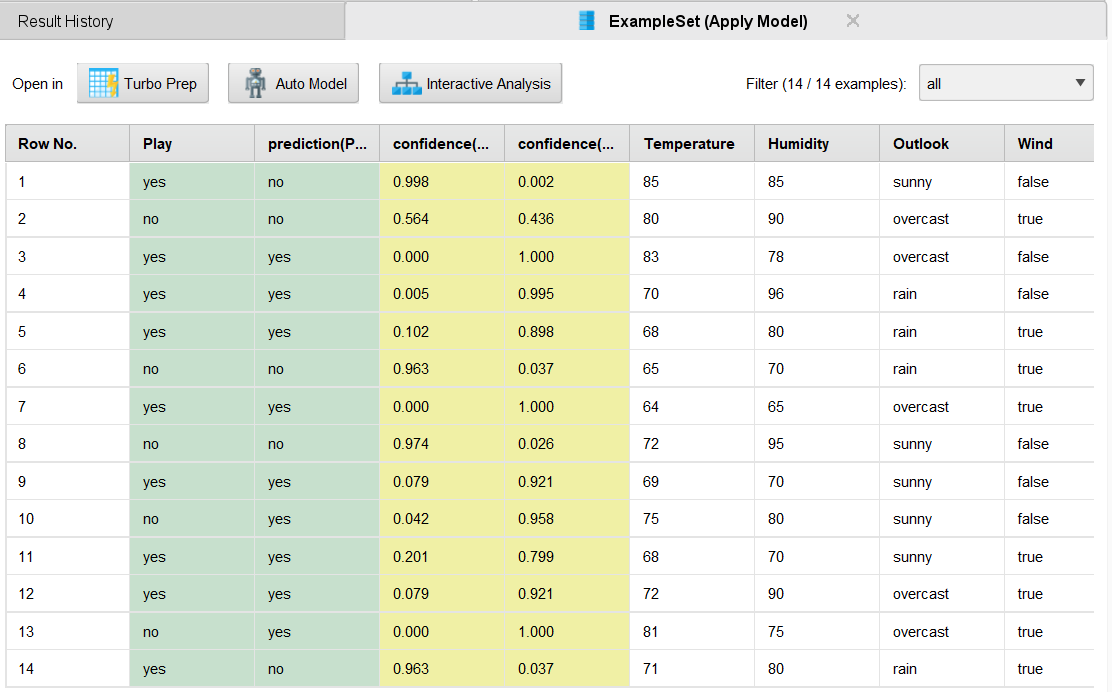 Result History
ExampleSet (Apply Model)
Open in Turbo Prep Auto Model Interactive Analysis Filter (14 / 14 examples): all
Row No. Play prediction(P... confidence(... confidence(... Temperature Humidity Outlook Wind
1 yes no 0.998 0.002 85 85 sunny false
2 no no 0.564 0.436 80 90 overcast true
3 yes yes 0.000 1.000 83 78 overcast false
4 yes yes 0.005 0.995 70 96 rain false
5 yes yes 0.102 0.898 68 80 rain true
6 no no 0.963 0.037 65 70 rain true
7 yes yes 0.000 1.000 64 65 overcast true
8 no no 0.974 0.026 72 95 sunny false
9 yes yes 0.079 0.921 69 70 sunny false
10 no yes 0.042 0.958 75 80 sunny false
11 yes yes 0.201 0.799 68 70 sunny true
12 yes yes 0.079 0.921 72 90 overcast true
13 no yes 0.000 1.000 81 75 overcast true
14 yes no 0.963 0.037 71 80 rain true